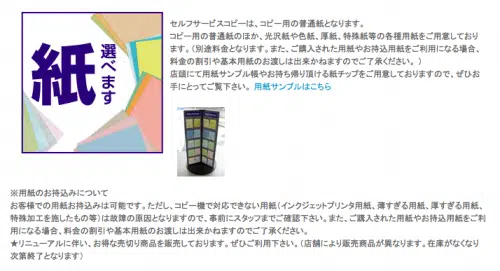 紙
選べます
セルフサービスコピーは、コピー用の普通紙となります。
コピー用の普通紙のほか、光沢紙や色紙、厚紙、特殊紙等の各種用紙をご用意しており
ます。（別途料金となります。また、ご購入された用紙やお持込用紙をご利用になる場合、
料金の割引や基本用紙のお渡しは出来かねますのでご了承ください。）
店頭にて用紙サンプル帳やお持ち帰り頂ける紙チップをご用意しておりますので、ぜひお
手にとってご覧下さい。 用紙サンプルはこちら
※用紙のお持込みについて
お客様での用紙お持込みは可能です。ただし、コピー機で対応できない用紙（インクジェットプリンタ用紙、薄すぎる用紙、厚すぎる用紙、
特殊加工を施したもの等）は故障の原因となりますので、事前にスタッフまでご確認下さい。また、ご購入された用紙やお持込用紙をご利用
になる場合、料金の割引や基本用紙のお渡しは出来かねますのでご了承ください。
★リニューアルに伴い、お得な売切り商品を販売しております。ぜひご利用下さい。（店舗により販売商品が異なります。在庫がなくなり
次第終了となります）